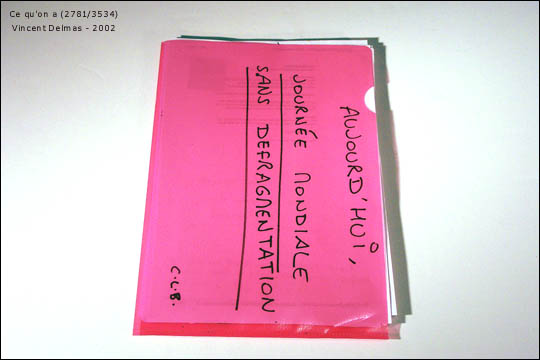 Ce qu'on a (2781/3534)
Vincent Delmas - 2002
AUJOURD'HUI,
JOURNÉE MONDIALE
SANS DEFRAGMENTATION
C.L.B.